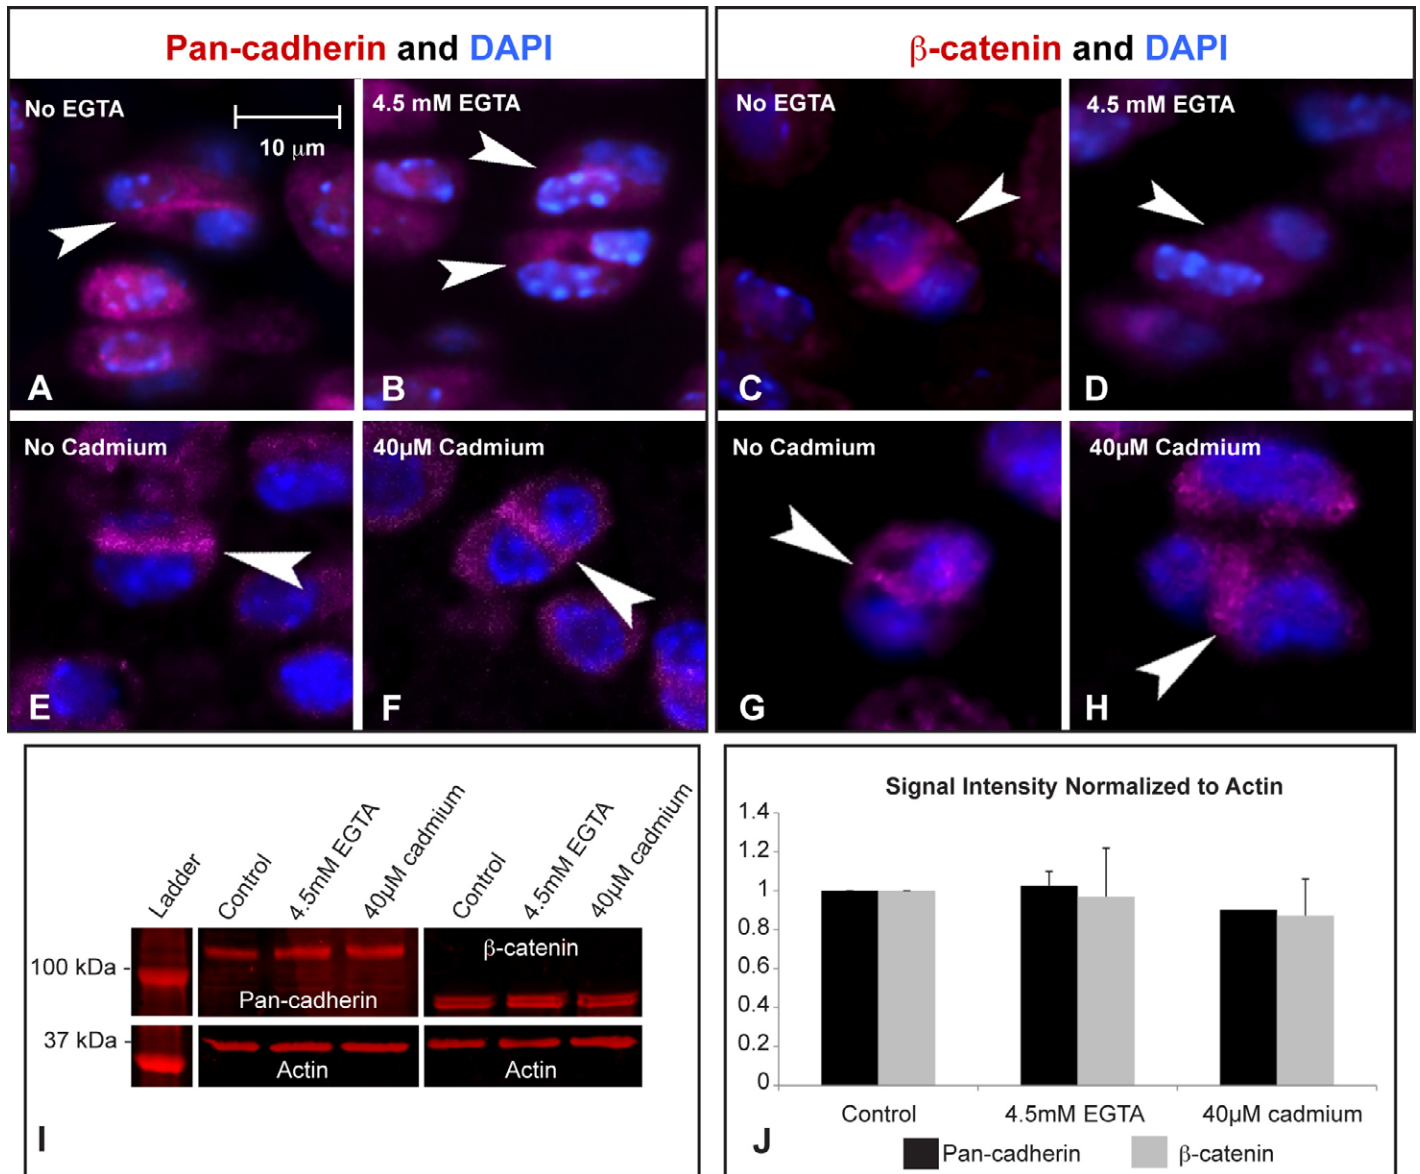 Pan-cadherin and DAPI
β-catenin and DAPI
No EGTA
10 μm
A
4.5 mM EGTA
B
No EGTA
C
4.5 mM EGTA
D
No Cadmium
E
40μM Cadmium
F
No Cadmium
G
40μM Cadmium
H
Ladder
Control
4.5mM EGTA
40μM cadmium
Control
4.5mM EGTA
40μM cadmium
100 kDa -
Pan-cadherin
β-catenin
37 kDa -
Actin
Actin
I
Signal Intensity Normalized to Actin
1.4
1.2
1
0.8
0.6
0.4
0.2
0
Control
4.5mM EGTA
40μM cadmium
Pan-cadherin
β-catenin
J